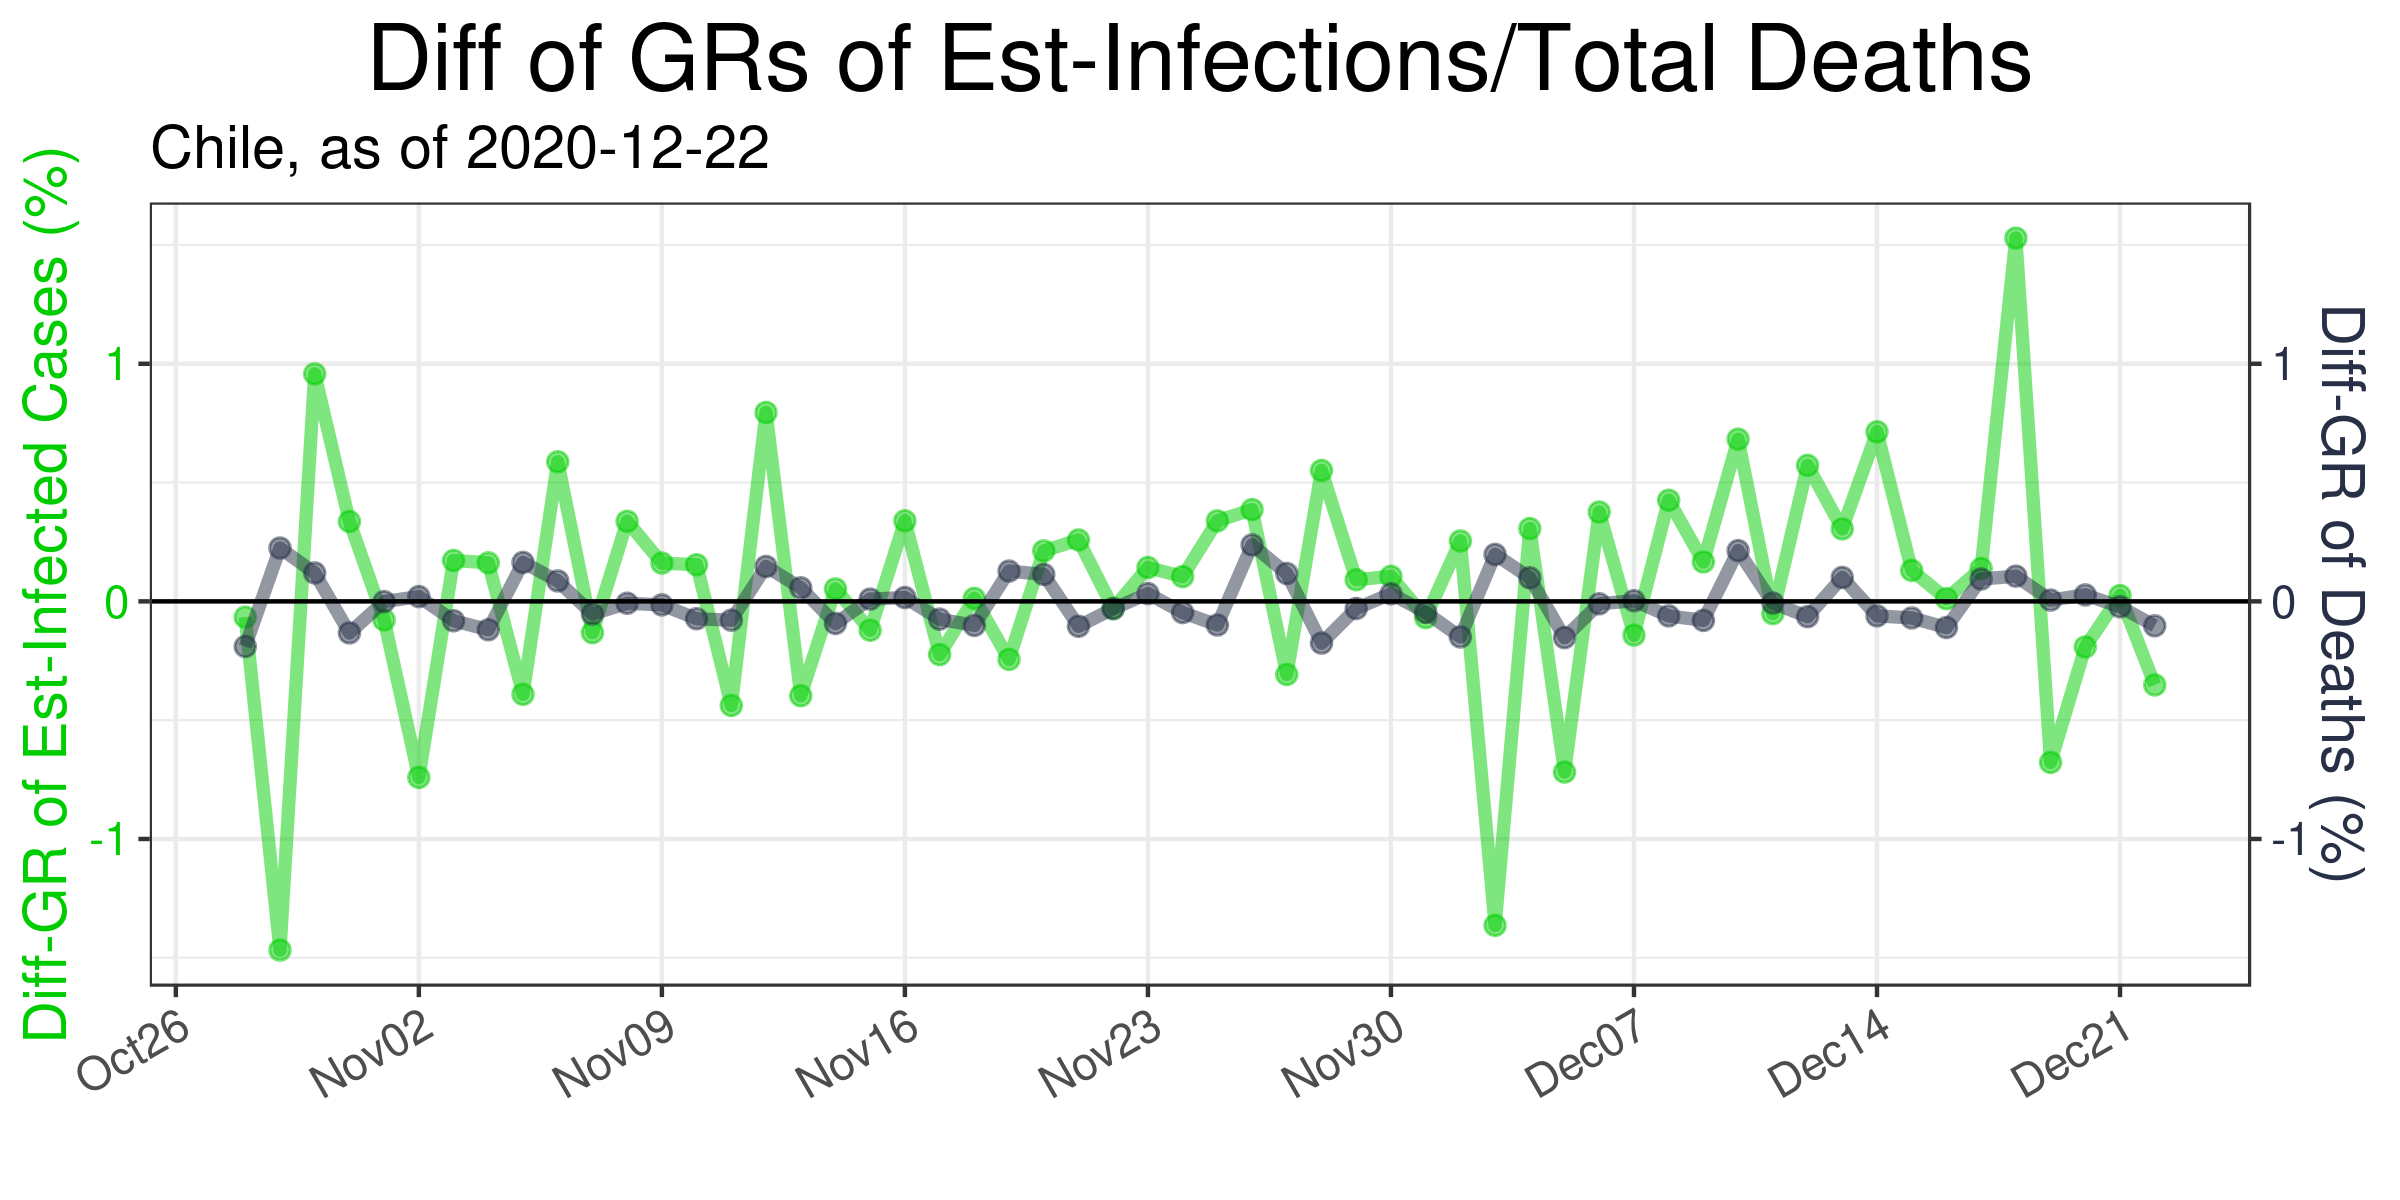 Diff of GRs of Est-Infections/Total Deaths
Chile, as of 2020-12-22
Diff-GR of Est-Infected Cases (%)
1
0
-1
1
0
-1
Diff-GR of Deaths (%)
Oct26
Nov02
Nov09
Nov16
Nov23
Nov30
Dec07
Dec14
Dec21